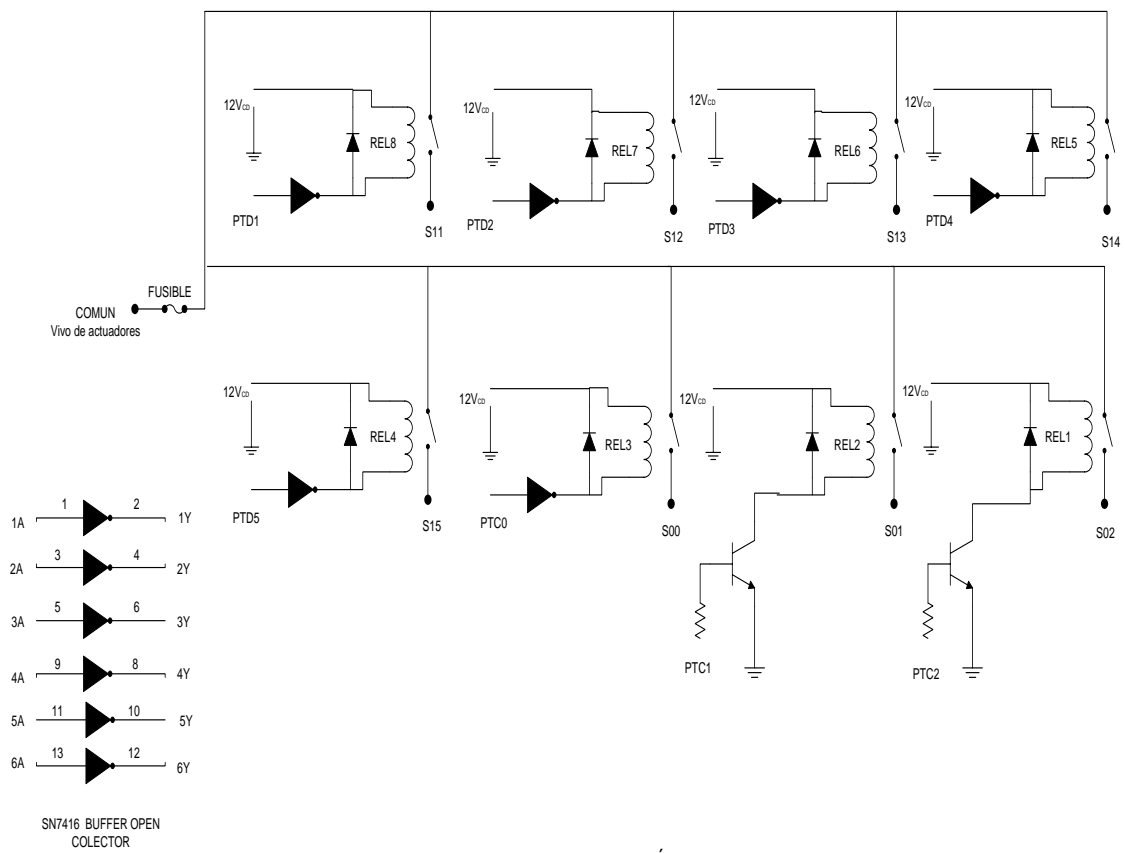 12VCD
REL8
PTD1
S11
12VCD
REL7
PTD2
S12
12VCD
REL6
PTD3
S13
12VCD
REL5
PTD4
S14
FUSIBLE
COMUN
Vivo de actuadores
12VCD
REL4
PTD5
S15
12VCD
REL3
PTC0
S00
12VCD
REL2
S01
PTC1
12VCD
REL1
S02
PTC2
1A 1 2 1Y
2A 3 4 2Y
3A 5 6 3Y
4A 9 8 4Y
5A 11 10 5Y
6A 13 12 6Y
SN7416 BUFFER OPEN
COLECTOR